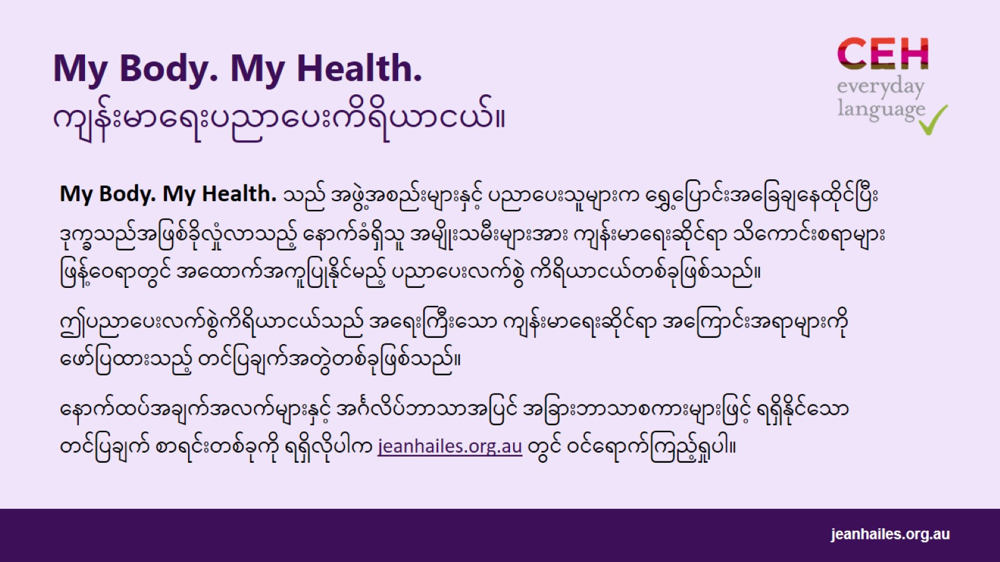 My Body. My Health.
ကျန်းမာရေးပညာပေးကိရိယာငယ်။
CEH
everyday
language
My Body. My Health. သည် အဖွဲ့အစည်းများနှင့် ပညာပေးသူများက ရွှေ့ပြောင်းအခြေချနေထိုင်ပြီး
ဒုက္ခသည်အဖြစ်ခိုလှုံလာသည့် နောက်ခံရှိသူ အမျိုးသမီးများအား ကျန်းမာရေးဆိုင်ရာ သိကောင်းစရာများ
ဖြန့်ဝေရာတွင် အထောက်အကူပြုနိုင်မည့် ပညာပေးလက်စွဲ ကိရိယာငယ်တစ်ခုဖြစ်သည်။
ဤပညာပေးလက်စွဲကိရိယာငယ်သည် အရေးကြီးသော ကျန်းမာရေးဆိုင်ရာ အကြောင်းအရာများကို
ဖော်ပြထားသည့် တင်ပြချက်အတွဲတစ်ခုဖြစ်သည်။
နောက်ထပ်အချက်အလက်များနှင့် အင်္ဂလိပ်ဘာသာအပြင် အခြားဘာသာစကားများဖြင့် ရရှိနိုင်သော
တင်ပြချက် စာရင်းတစ်ခုကို ရရှိလိုပါက jeanhailes.org.au တွင် ဝင်ရောက်ကြည့်ရှုပါ။
jeanhailes.org.au